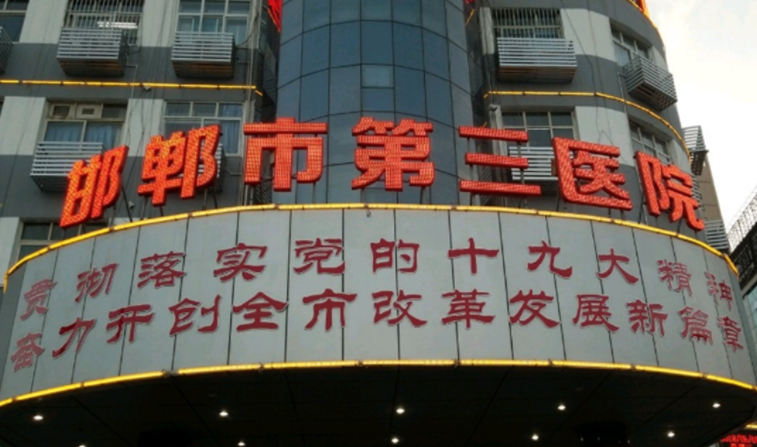 邯郸市第三医院
贯彻落实党的十九大精神
奋力开创全市改革发展新篇章